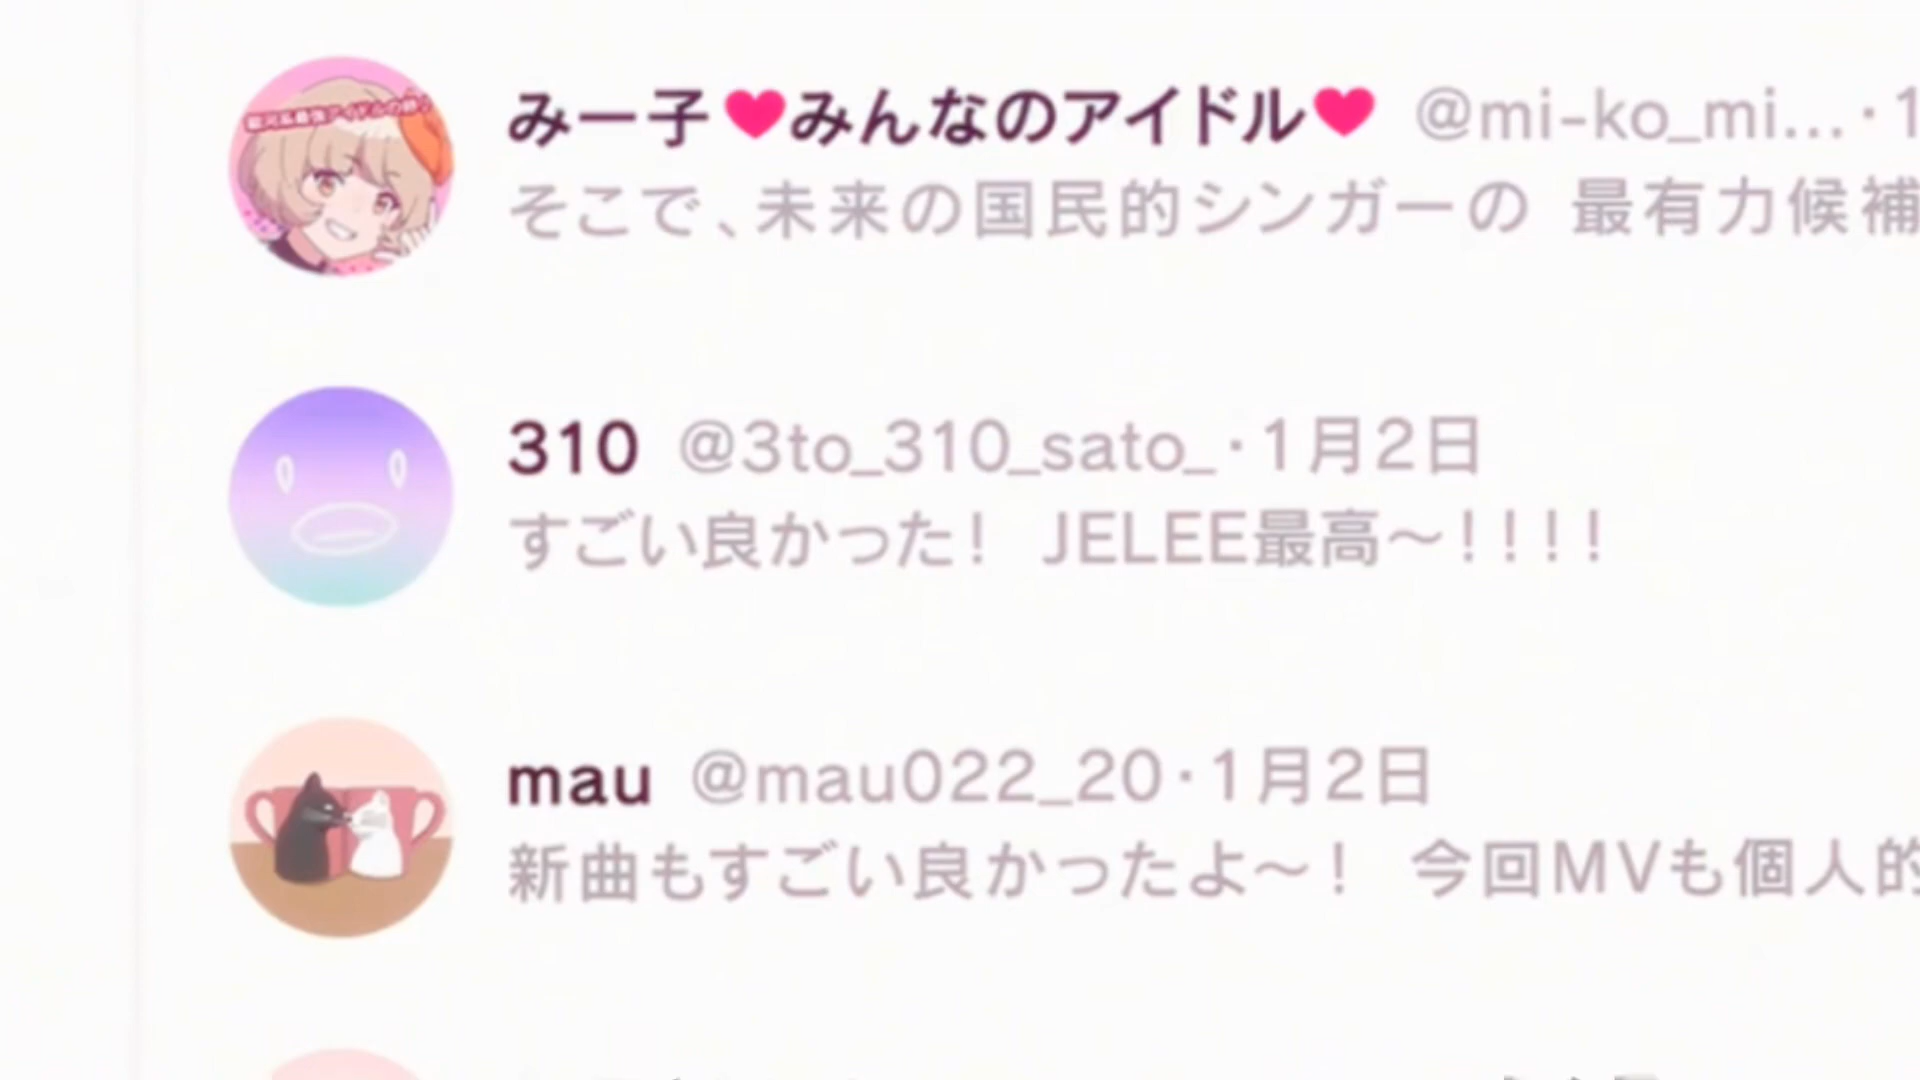 みー子❤みんなのアイドル❤ @mi-ko_mi...・1
そこで、未来の国民的シンガーの 最有力候補
310 @3to_310_sato_・1月2日
すごい良かった! JELEE最高～!!!!
mau @mau022_20・1月2日
新曲もすごい良かったよ～! 今回MVも個人的